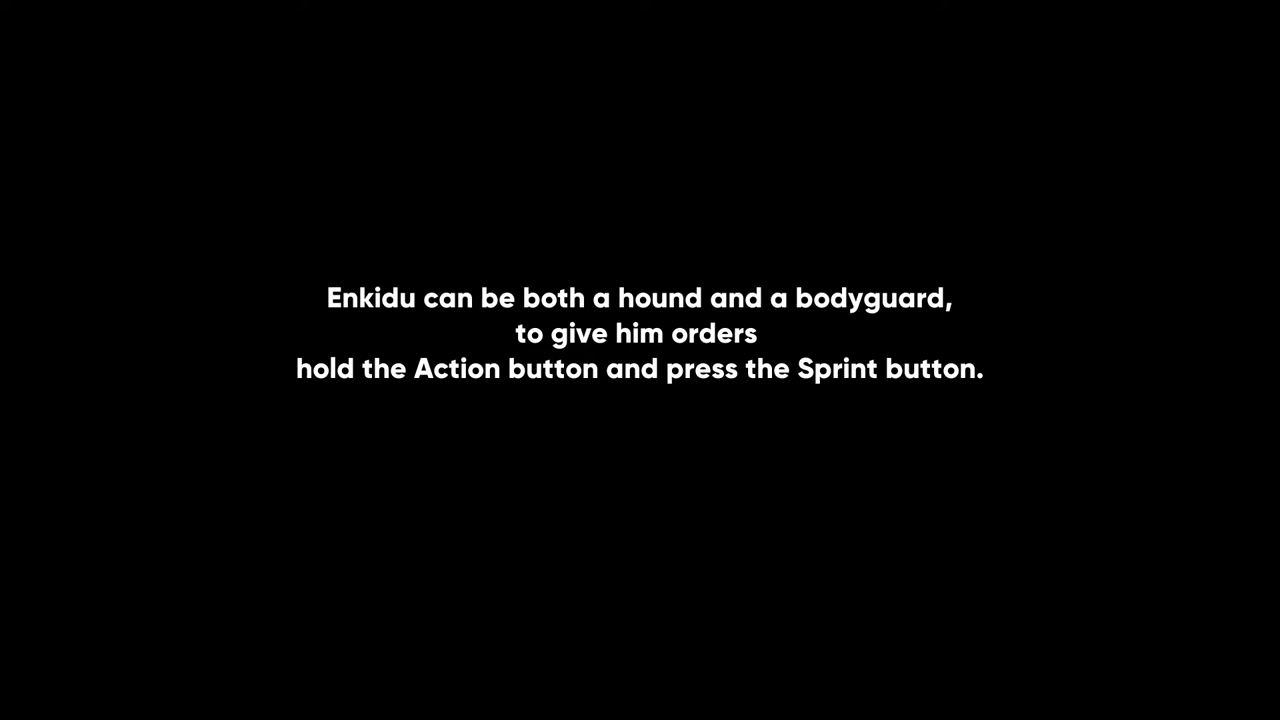 Enkidu can be both a hound and a bodyguard,
to give him orders
hold the Action button and press the Sprint button.